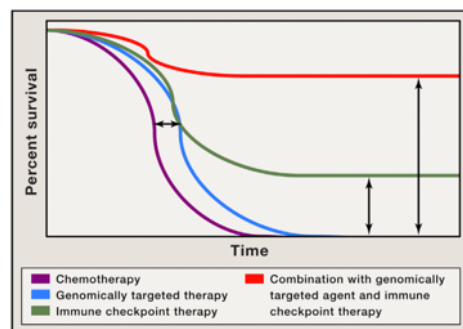 Percent survival
Time
Chemotherapy
Genomically targeted therapy
Immune checkpoint therapy
Combination with genomically
targeted agent and immune
checkpoint therapy